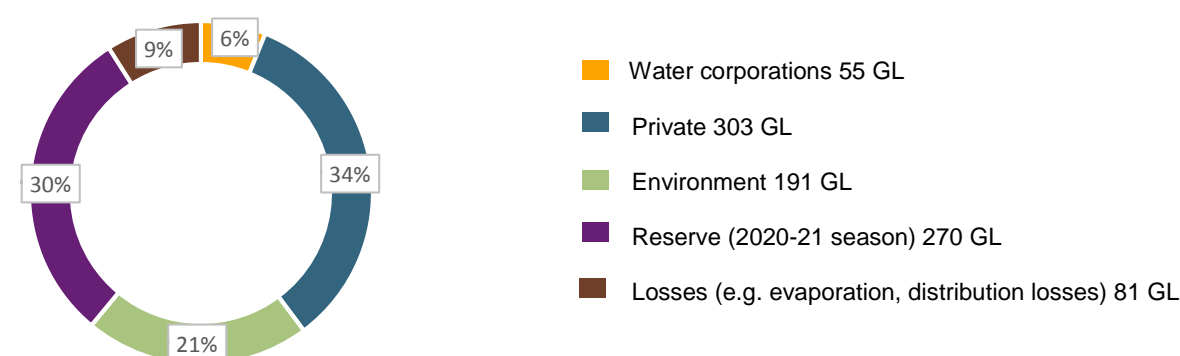 6%
9%
34%
30%
21%
Water corporations 55 GL
Private 303 GL
Environment 191 GL
Reserve (2020-21 season) 270 GL
Losses (e.g. evaporation, distribution losses) 81 GL